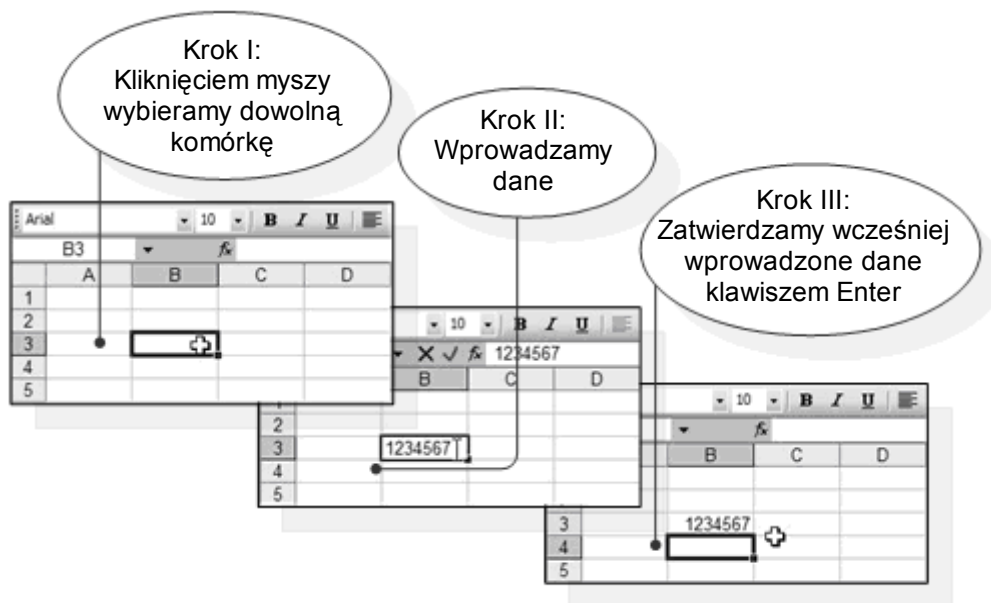 Krok I:
Kliknięciem myszy
wybieramy dowolną
komórkę
Krok II:
Wprowadzamy
dane
Krok III:
Zatwierdzamy wcześniej
wprowadzone dane
klawiszem Enter
Arial 10 B I U
B3 fx
A B C D
1
2
3
4
5
10 B I U
fx 1234567
B C D
1
2
3 1234567
4
5
10 B I U
fx
B C D
3 1234567
4
5